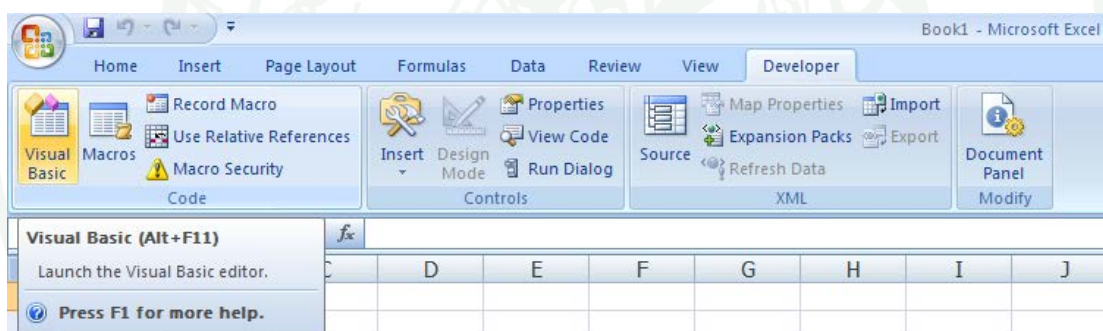 Book1 - Microsoft Excel
Home Insert Page Layout Formulas Data Review View Developer
Visual Basic
Macros
Record Macro
Use Relative References
Macro Security
Code
Insert
Design Mode
Properties
View Code
Run Dialog
Controls
Source
Map Properties
Expansion Packs
Refresh Data
Import
Export
XML
Document Panel
Modify
Visual Basic (Alt+F11)
Launch the Visual Basic editor.
Press F1 for more help.
fx
D E F G H I J